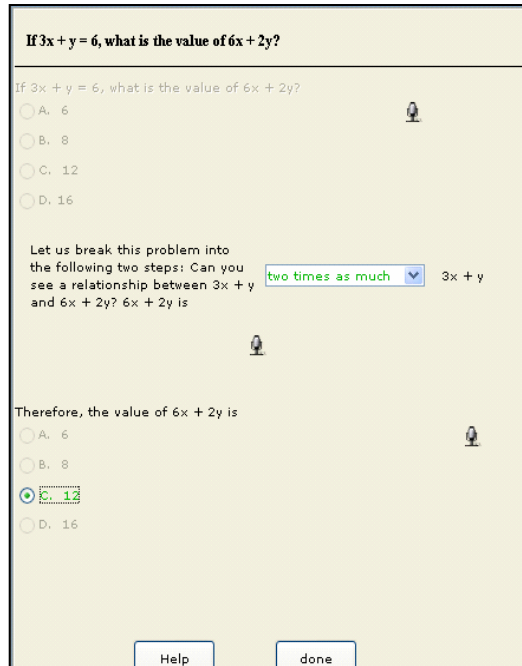 If 3x + y = 6, what is the value of 6x + 2y?
If 3x + y = 6, what is the value of 6x + 2y?
A. 6
B. 8
C. 12
D. 16
Let us break this problem into
the following two steps: Can you
see a relationship between 3x + y
and 6x + 2y? 6x + 2y is
two times as much
3x + y
Therefore, the value of 6x + 2y is
A. 6
B. 8
C. 12
D. 16
Help
done